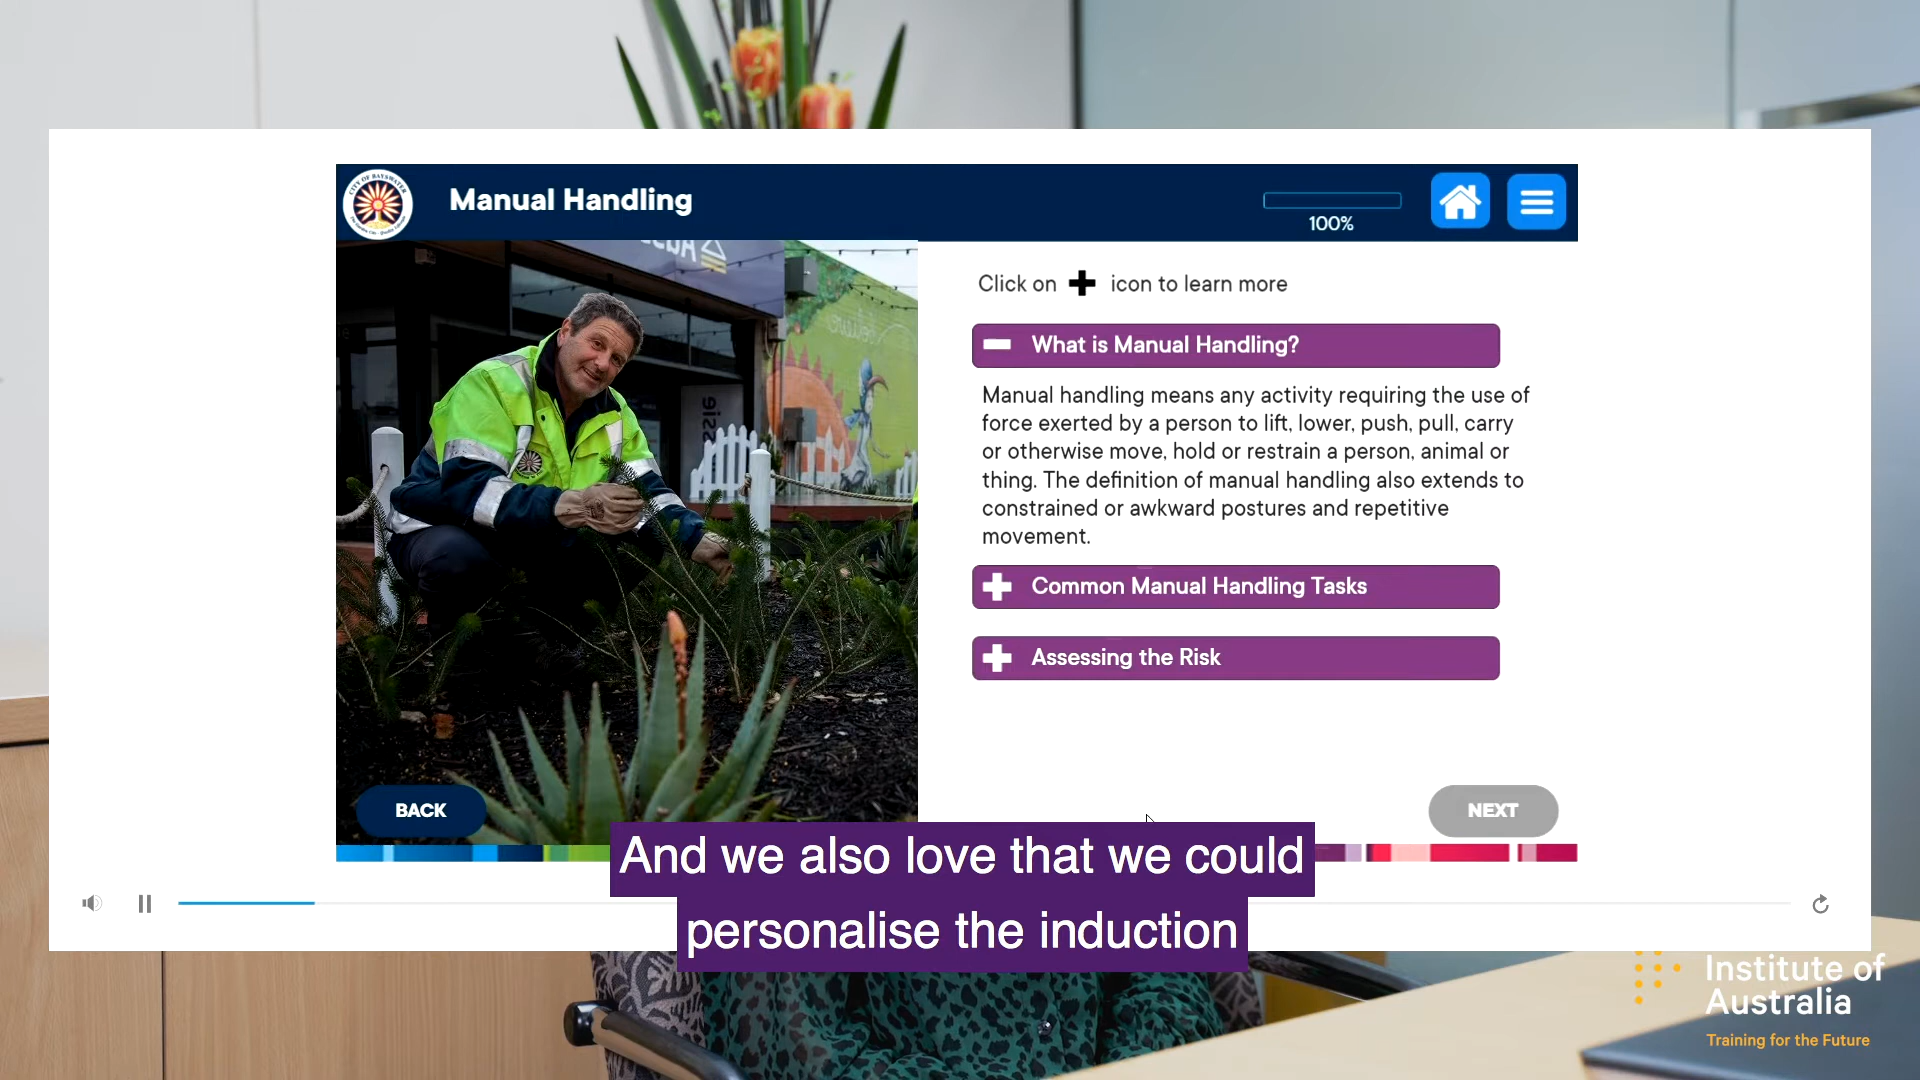 CITY OF BAYSWATER
Manual Handling
100%
Click on + icon to learn more
What is Manual Handling?
Manual handling means any activity requiring the use of
force exerted by a person to lift, lower, push, pull, carry
or otherwise move, hold or restrain a person, animal or
thing. The definition of manual handling also extends to
constrained or awkward postures and repetitive
movement.
Common Manual Handling Tasks
Assessing the Risk
BACK
NEXT
And we also love that we could
personalise the induction
Institute of
Australia
Training for the Future